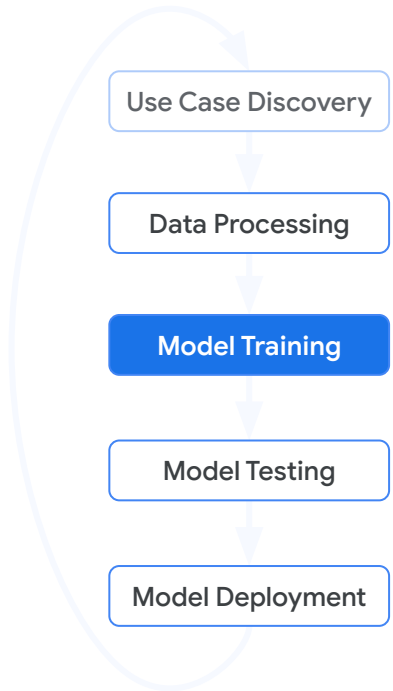 Use Case Discovery
Data Processing
Model Training
Model Testing
Model Deployment